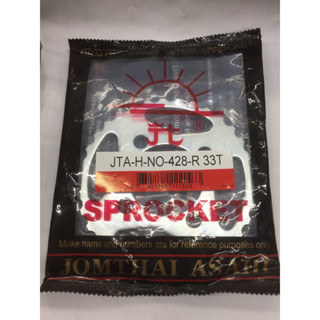 JTA-H-NO-428-R 33T
SPROCKET
Make name and numbers are for reference purposes only
JOMTHAI ASAHI